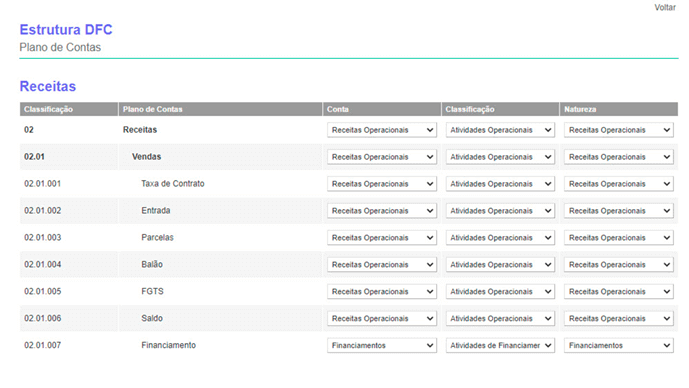 Voltar
Estrutura DFC
Plano de Contas
Receitas
Classificação Plano de Contas Conta Classificação Natureza
02 Receitas Receitas Operacionais Atividades Operacionais Receitas Operacionais
02.01 Vendas Receitas Operacionais Atividades Operacionais Receitas Operacionais
02.01.001 Taxa de Contrato Receitas Operacionais Atividades Operacionais Receitas Operacionais
02.01.002 Entrada Receitas Operacionais Atividades Operacionais Receitas Operacionais
02.01.003 Parcelas Receitas Operacionais Atividades Operacionais Receitas Operacionais
02.01.004 Balão Receitas Operacionais Atividades Operacionais Receitas Operacionais
02.01.005 FGTS Receitas Operacionais Atividades Operacionais Receitas Operacionais
02.01.006 Saldo Receitas Operacionais Atividades Operacionais Receitas Operacionais
02.01.007 Financiamento Financiamentos Atividades de Financiamer Financiamentos